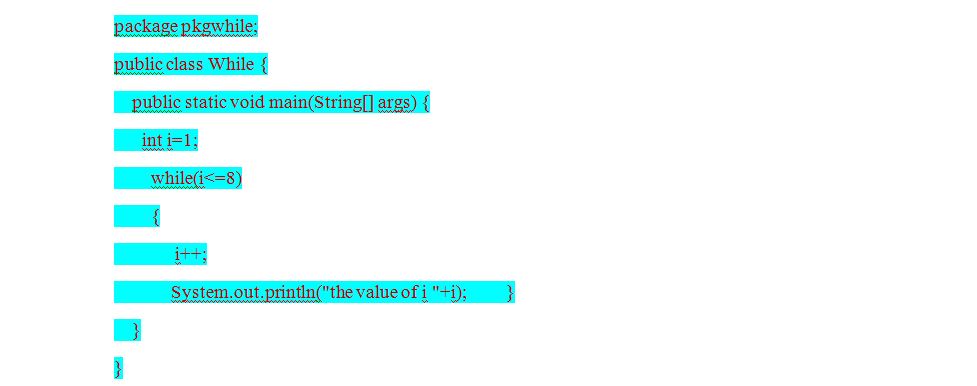 package pkgwhile;
public class While {
public static void main(String[] args) {
int i=1;
while(i<=8)
{
i++;
System.out.println("the value of i "+i); }
}
}